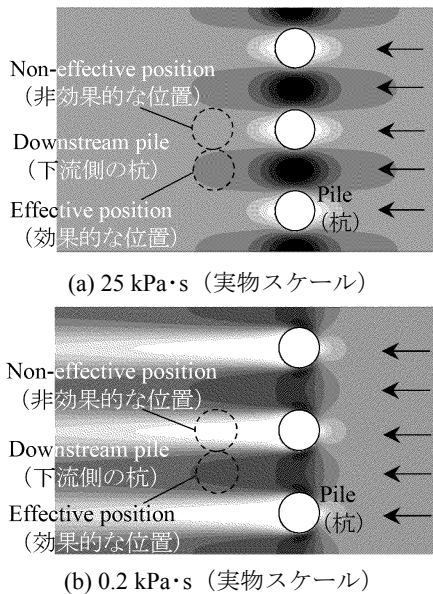 Non-effective position
（非効果的な位置）
Downstream pile
（下流側の杭）
Effective position
（効果的な位置）
Pile
（杭）
(a) 25 kPa･s（実物スケール）
Non-effective position
（非効果的な位置）
Downstream pile
（下流側の杭）
Effective position
（効果的な位置）
Pile
（杭）
(b) 0.2 kPa･s（実物スケール）